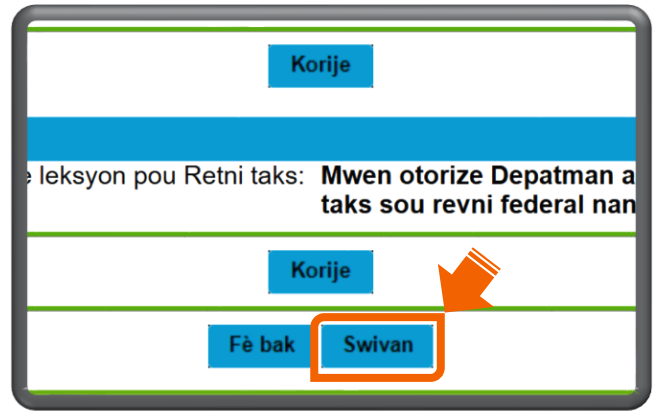 Korije
leksyon pou Retni taks: Mwen otorize Depatman a
taks sou revni federal nan
Korije
Fè bak Swivan